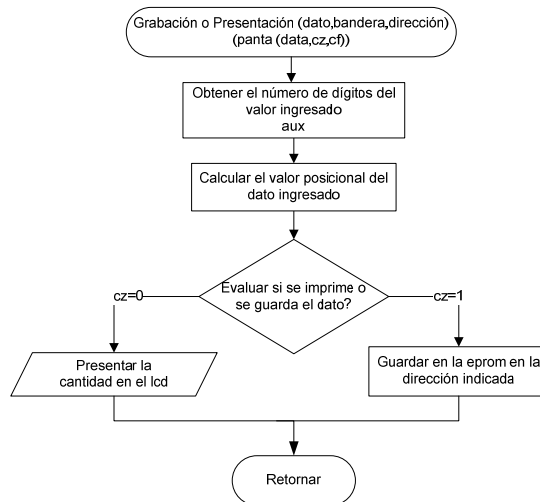 Grabación o Presentación (dato,bandera,dirección)
(panta (data,cz,cf))
Obtener el número de dígitos del
valor ingresado
aux
Calcular el valor posicional del
dato ingresado
Evaluar si se imprime o
se guarda el dato?
cz=0
cz=1
Presentar la
cantidad en el lcd
Guardar en la eprom en la
dirección indicada
Retornar